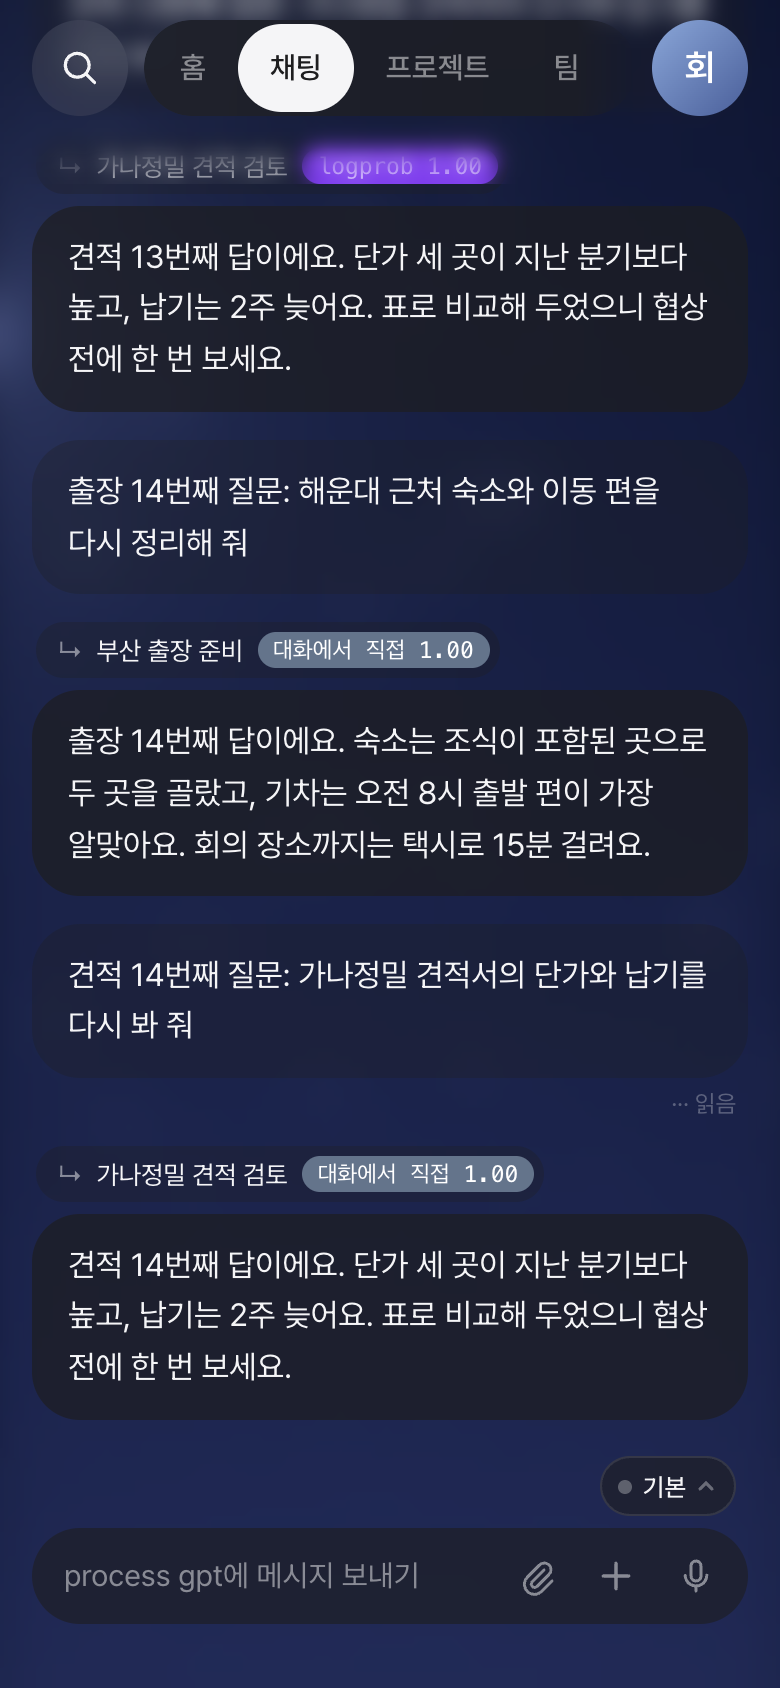 홈 채팅 프로젝트 팀 회
가나정밀 견적 검토 logprob 1.00
견적 13번째 답이에요. 단가 세 곳이 지난 분기보다
높고, 납기는 2주 늦어요. 표로 비교해 두었으니 협상
전에 한 번 보세요.
출장 14번째 질문: 해운대 근처 숙소와 이동 편을
다시 정리해 줘
부산 출장 준비 대화에서 직접 1.00
출장 14번째 답이에요. 숙소는 조식이 포함된 곳으로
두 곳을 골랐고, 기차는 오전 8시 출발 편이 가장
알맞아요. 회의 장소까지는 택시로 15분 걸려요.
견적 14번째 질문: 가나정밀 견적서의 단가와 납기를
다시 봐 줘
··· 읽음
가나정밀 견적 검토 대화에서 직접 1.00
견적 14번째 답이에요. 단가 세 곳이 지난 분기보다
높고, 납기는 2주 늦어요. 표로 비교해 두었으니 협상
전에 한 번 보세요.
기본
process gpt에 메시지 보내기